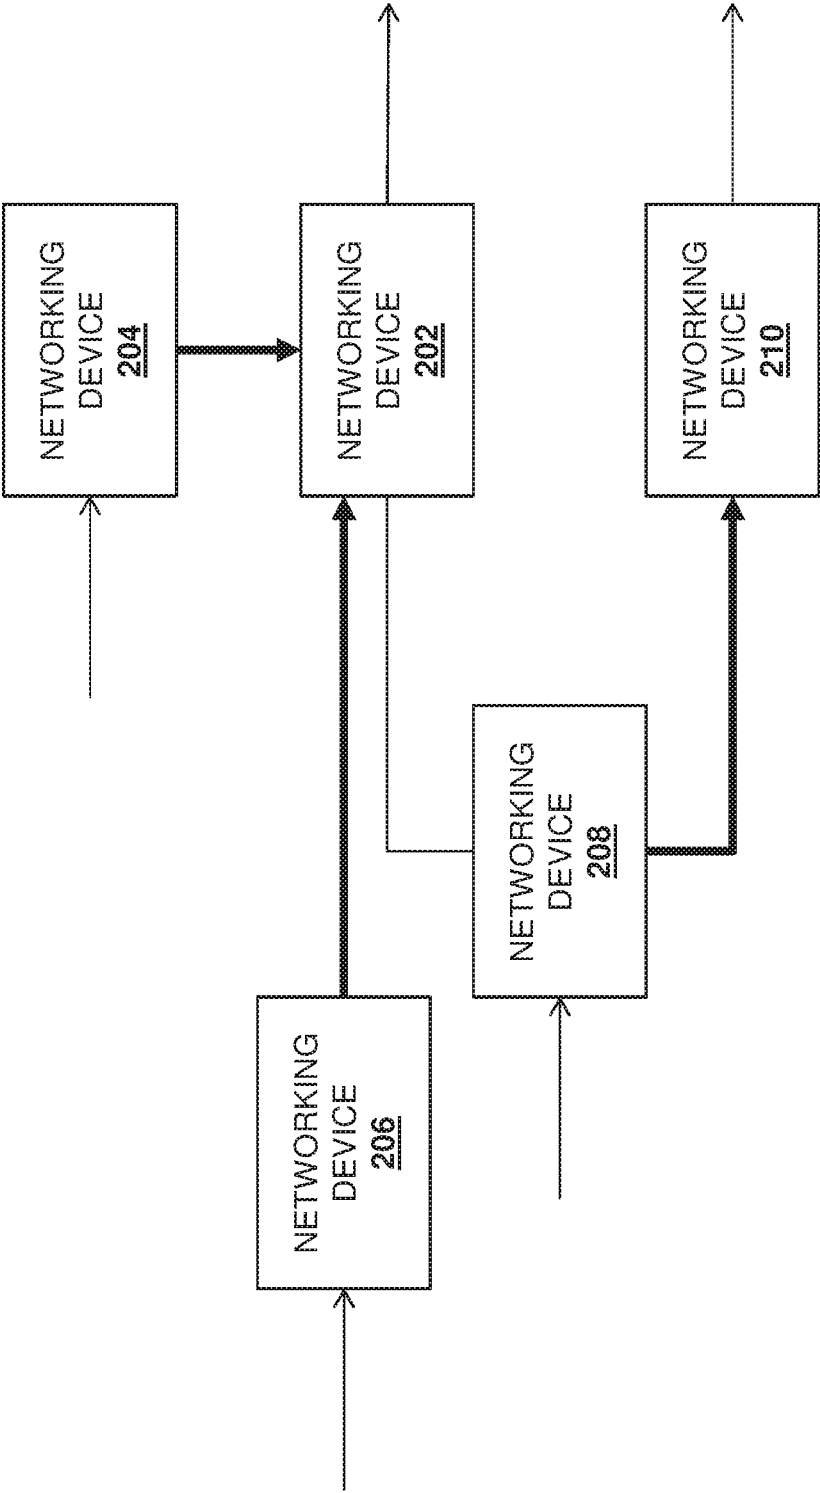 NETWORKING
DEVICE
204
NETWORKING
DEVICE
202
NETWORKING
DEVICE
210
NETWORKING
DEVICE
208
NETWORKING
DEVICE
206